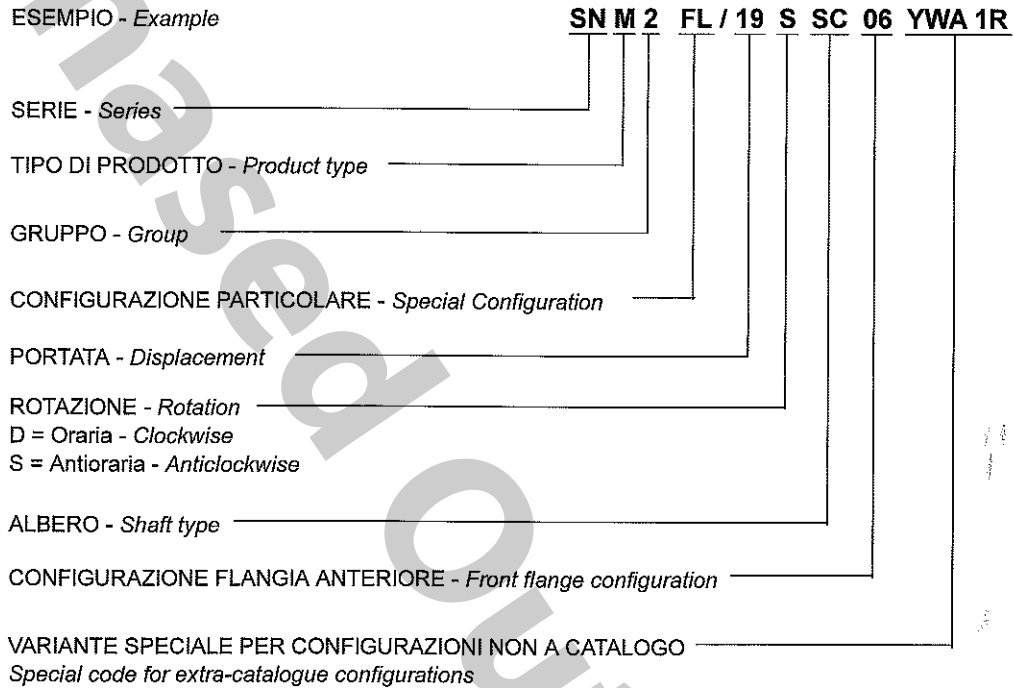 ESEMPIO - Example
SN M 2 FL / 19 S SC 06 YWA 1R
SERIE - Series
TIPO DI PRODOTTO - Product type
GRUPPO - Group
CONFIGURAZIONE PARTICOLARE - Special Configuration
PORTATA - Displacement
ROTAZIONE - Rotation
D = Oraria - Clockwise
S = Antioraria - Anticlockwise
ALBERO - Shaft type
CONFIGURAZIONE FLANGIA ANTERIORE - Front flange configuration
VARIANTE SPECIALE PER CONFIGURAZIONI NON A CATALOGO
Special code for extra-catalogue configurations